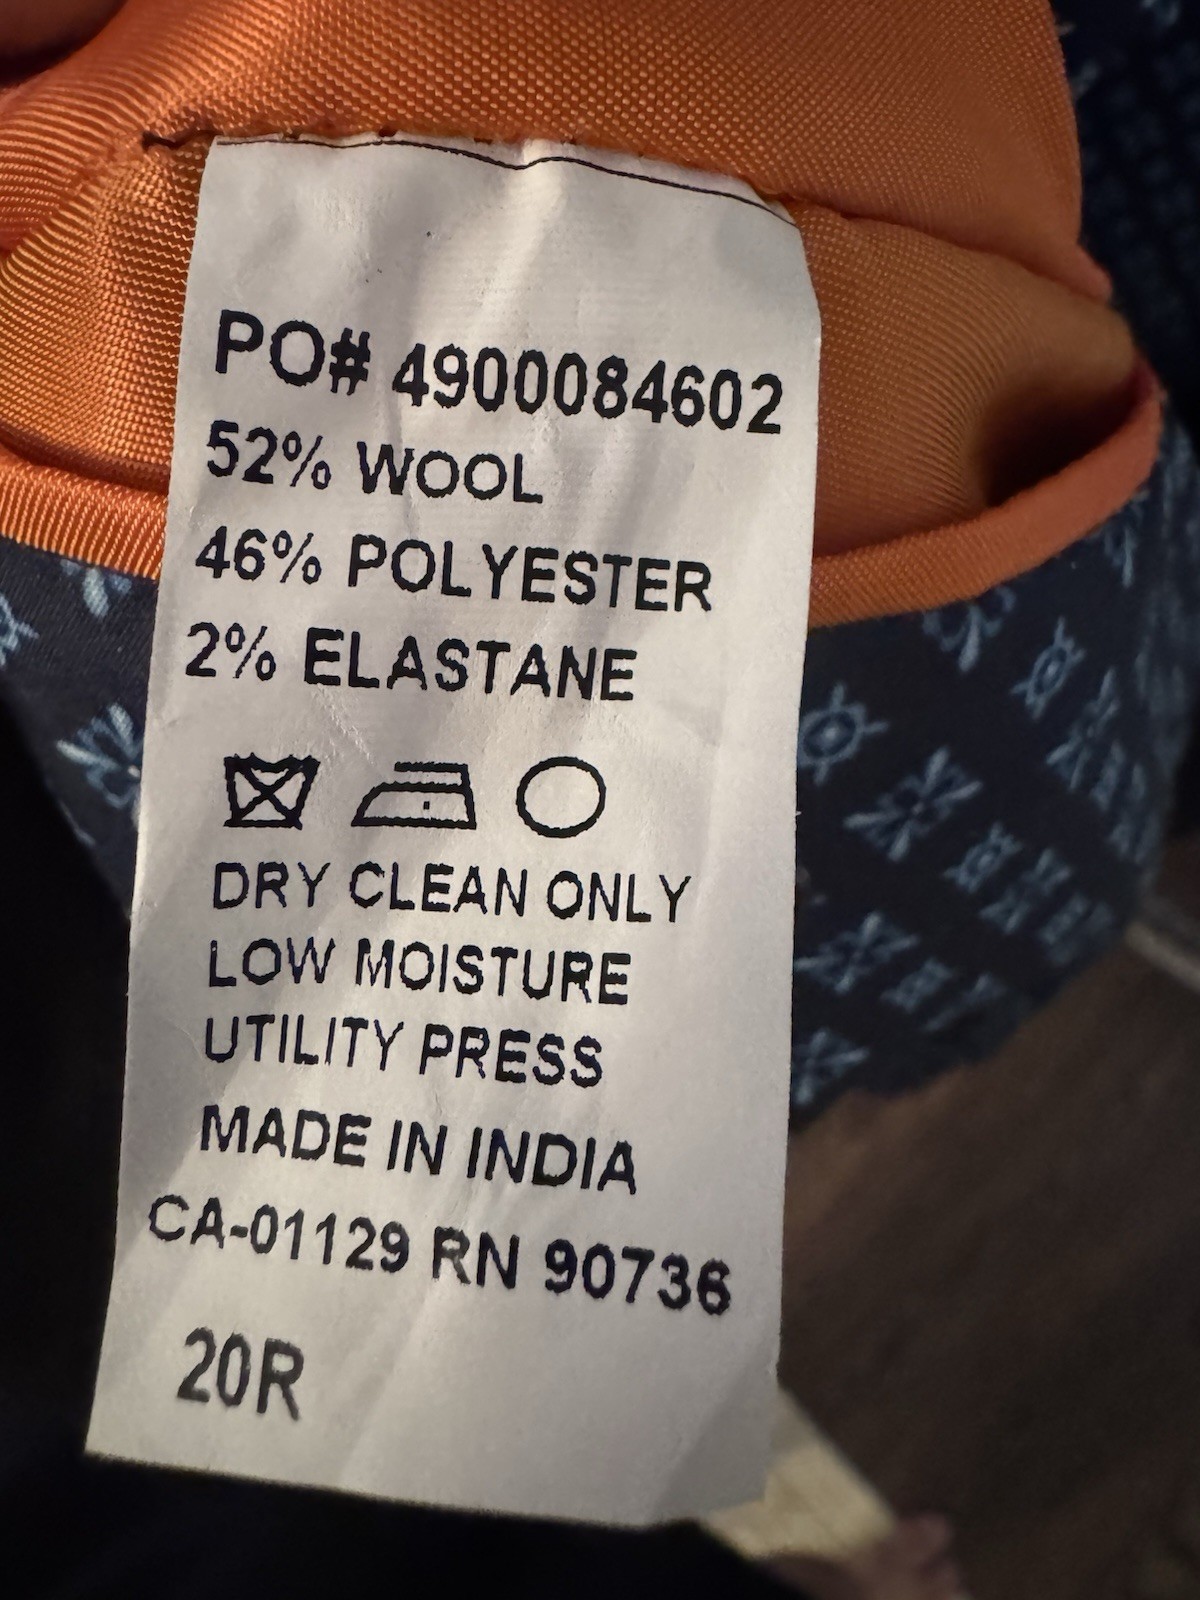 PO# 4900084602
52% WOOL
46% POLYESTER
2% ELASTANE
DRY CLEAN ONLY
LOW MOISTURE
UTILITY PRESS
MADE IN INDIA
CA-01129 RN 90736
20R